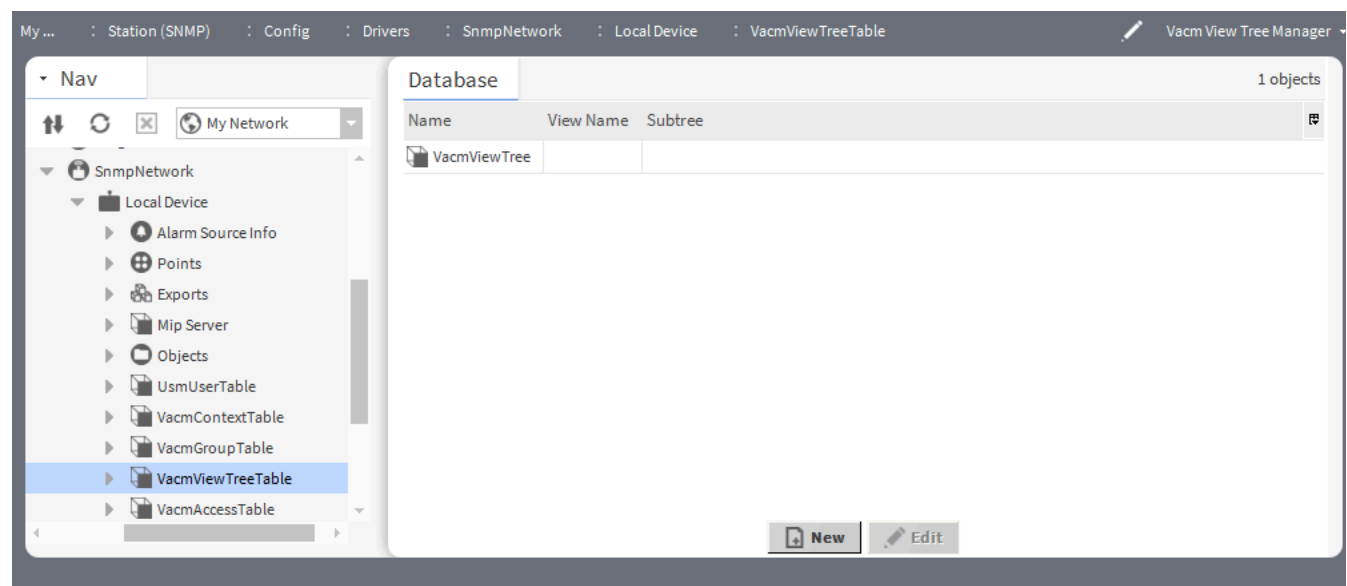 My ... : Station (SNMP) : Config : Drivers : SnmpNetwork : Local Device : VacmViewTreeTable Vacm View Tree Manager
Nav
My Network
SnmpNetwork
Local Device
Alarm Source Info
Points
Exports
Mip Server
Objects
UsmUserTable
VacmContextTable
VacmGroupTable
VacmViewTreeTable
VacmAccessTable
Database 1 objects
Name View Name Subtree
VacmViewTree
New Edit